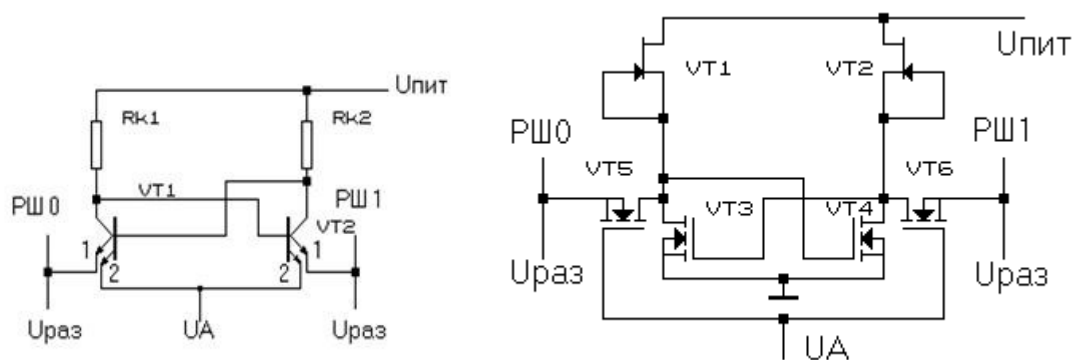 Uпит
Rk1
Rk2
VT1
РШ0
РШ1
VT2
1
2
2
1
Uраз
UA
Uраз
Uпит
VT1
VT2
РШ0
РШ1
VT5
VT6
VT3
VT4
Uраз
Uраз
UA